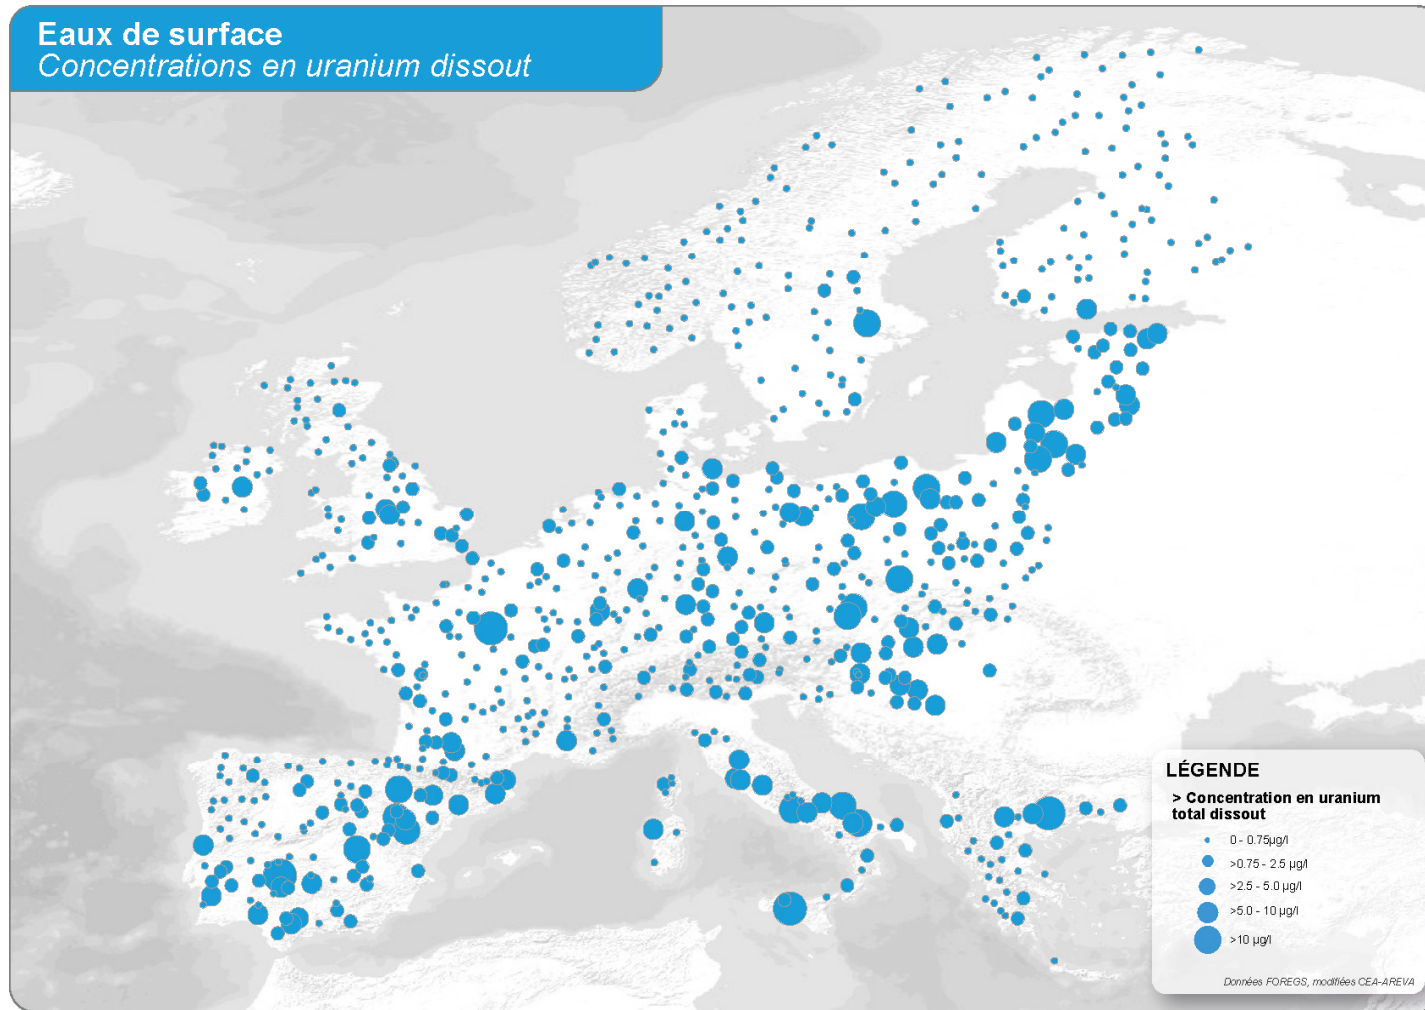 Eaux de surface
Concentrations en uranium dissout
LÉGENDE
> Concentration en uranium
total dissout
0 - 0.75µg/l
>0.75 - 2.5 µg/l
>2.5 - 5.0 µg/l
>5.0 - 10 µg/l
>10 µg/l
Données FOREGS, modifiées CEA-AREVA